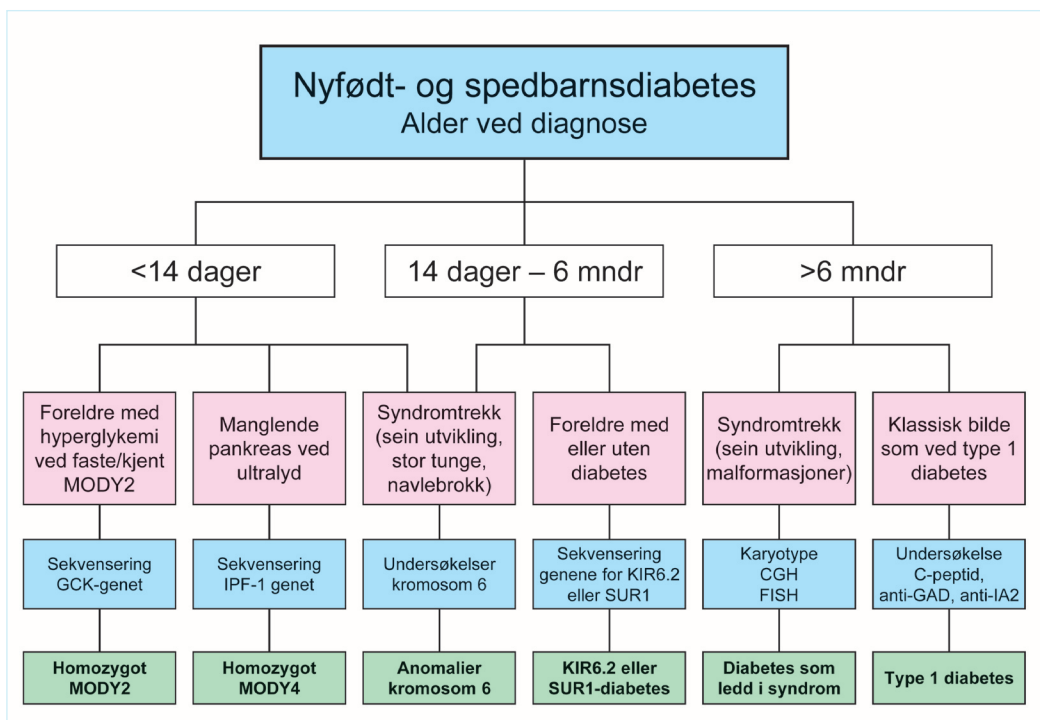 Nyfødt- og spedbarnsdiabetes
Alder ved diagnose
<14 dager
14 dager – 6 mndr
>6 mndr
Foreldre med
hyperglykemi
ved faste/kjent
MODY2
Manglende
pankreas ved
ultralyd
Syndromtrekk
(sein utvikling,
stor tunge,
navlebrokk)
Foreldre med
eller uten
diabetes
Syndromtrekk
(sein utvikling,
malformasjoner)
Klassisk bilde
som ved type 1
diabetes
Sekvensering
GCK-genet
Sekvensering
IPF-1 genet
Undersøkelser
kromosom 6
Sekvensering
genene for KIR6.2
eller SUR1
Karyotype
CGH
FISH
Undersøkelse
C-peptid,
anti-GAD, anti-IA2
Homozygot
MODY2
Homozygot
MODY4
Anomalier
kromosom 6
KIR6.2 eller
SUR1-diabetes
Diabetes som
ledd i syndrom
Type 1 diabetes